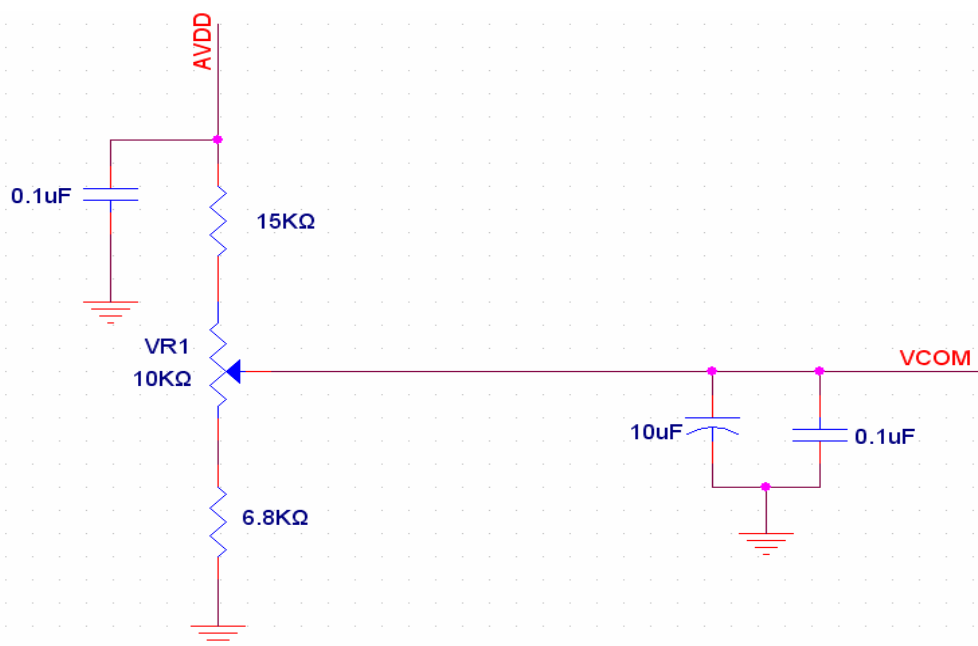 AVDD
0.1uF
15KΩ
VR1
10KΩ
VCOM
10uF
0.1uF
6.8KΩ